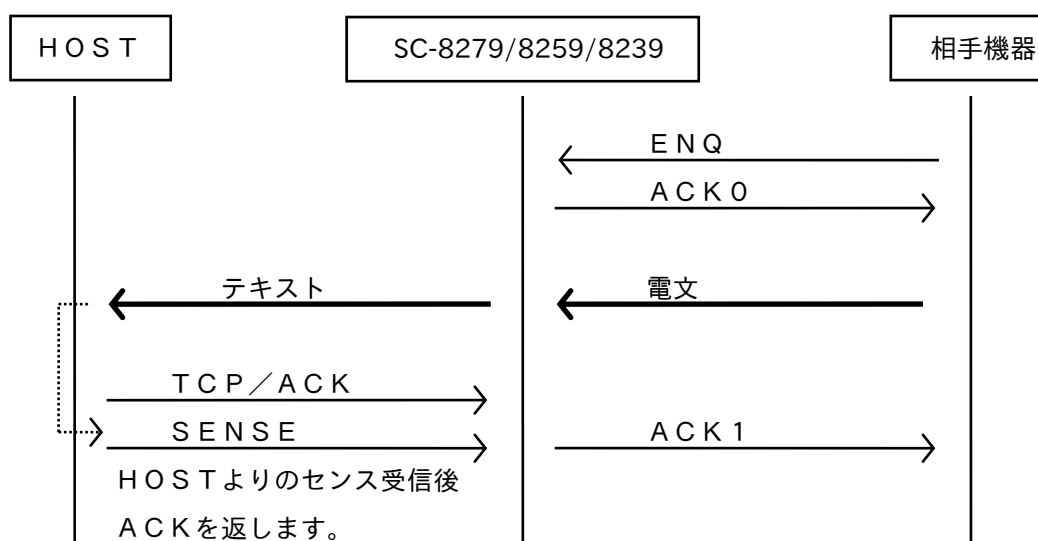 ＨＯＳＴ
SC-8279/8259/8239
相手機器
ＥＮＱ
ＡＣＫ０
テキスト
電文
ＴＣＰ／ＡＣＫ
ＳＥＮＳＥ
ＡＣＫ１
ＨＯＳＴよりのセンス受信後
ＡＣＫを返します。